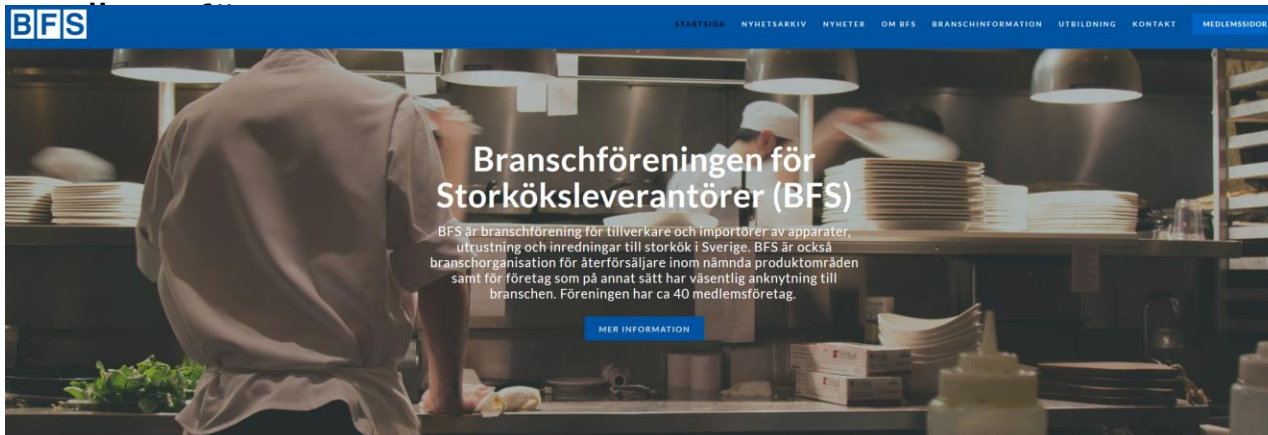 BFS
STARTSIDA NYHETSARKIV NYHETER OM BFS BRANSCHINFORMATION UTBILDNING KONTAKT MEDLEMSSIDOR
Branschföreningen för
Storköksleverantörer (BFS)
BFS är branschförening för tillverkare och importörer av apparater,
utrustning och inredningar till storkök i Sverige. BFS är också
branschorganisation för återförsäljare inom nämnda produktområden
samt för företag som på annat sätt har väsentlig anknytning till
branschen. Föreningen har ca 40 medlemsföretag.
MER INFORMATION